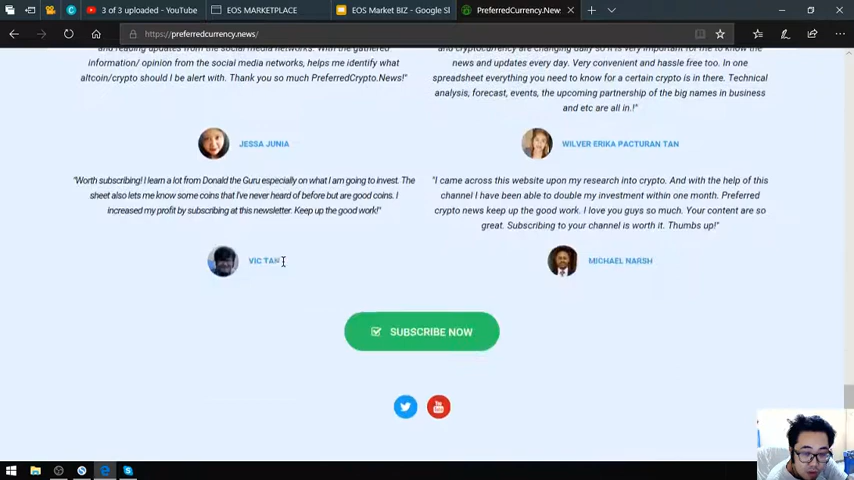 3 of 3 uploaded - YouTube
EOS MARKETPLACE
EOS Market BIZ - Google Sl
PreferredCurrency.New
https://preferredcurrency.news/
and reading updates from the social media networks. With the gathered
information/ opinion from the social media networks, helps me identify what
altcoin/crypto should I be alert with. Thank you so much PreferredCrypto.News!"
and cryptocurrency are changing daily so it is very important for me to know the
news and updates every day. Very convenient and hassle free too. In one
spreadsheet everything you need to know for a certain crypto is in there. Technical
analysis, forecast, events, the upcoming partnership of the big names in business
and etc are all in.!"
JESSA JUNIA
WILVER ERIKA PACTURAN TAN
"Worth subscribing! I learn a lot from Donald the Guru especially on what I am going to invest. The
sheet also lets me know some coins that I've never heard of before but are good coins. I
increased my profit by subscribing at this newsletter. Keep up the good work!"
"I came across this website upon my research into crypto. And with the help of this
channel I have been able to double my investment within one month. Preferred
crypto news keep up the good work. I love you guys so much. Your content are so
great. Subscribing to your channel is worth it. Thumbs up!"
VIC TAN
MICHAEL NARSH
SUBSCRIBE NOW
You Tube